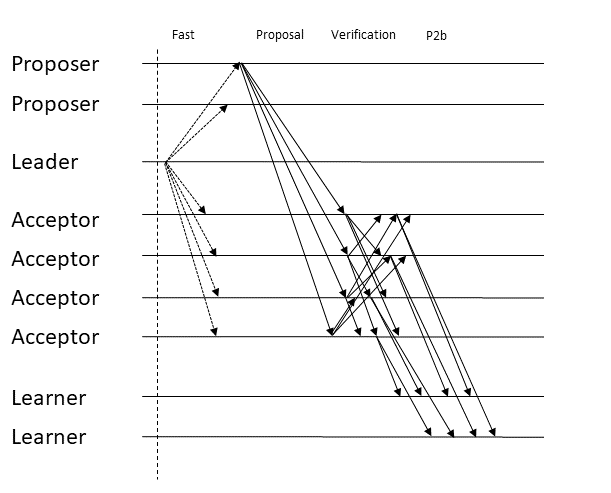 Fast Proposal Verification P2b
Proposer
Proposer
Leader
Acceptor
Acceptor
Acceptor
Acceptor
Learner
Learner